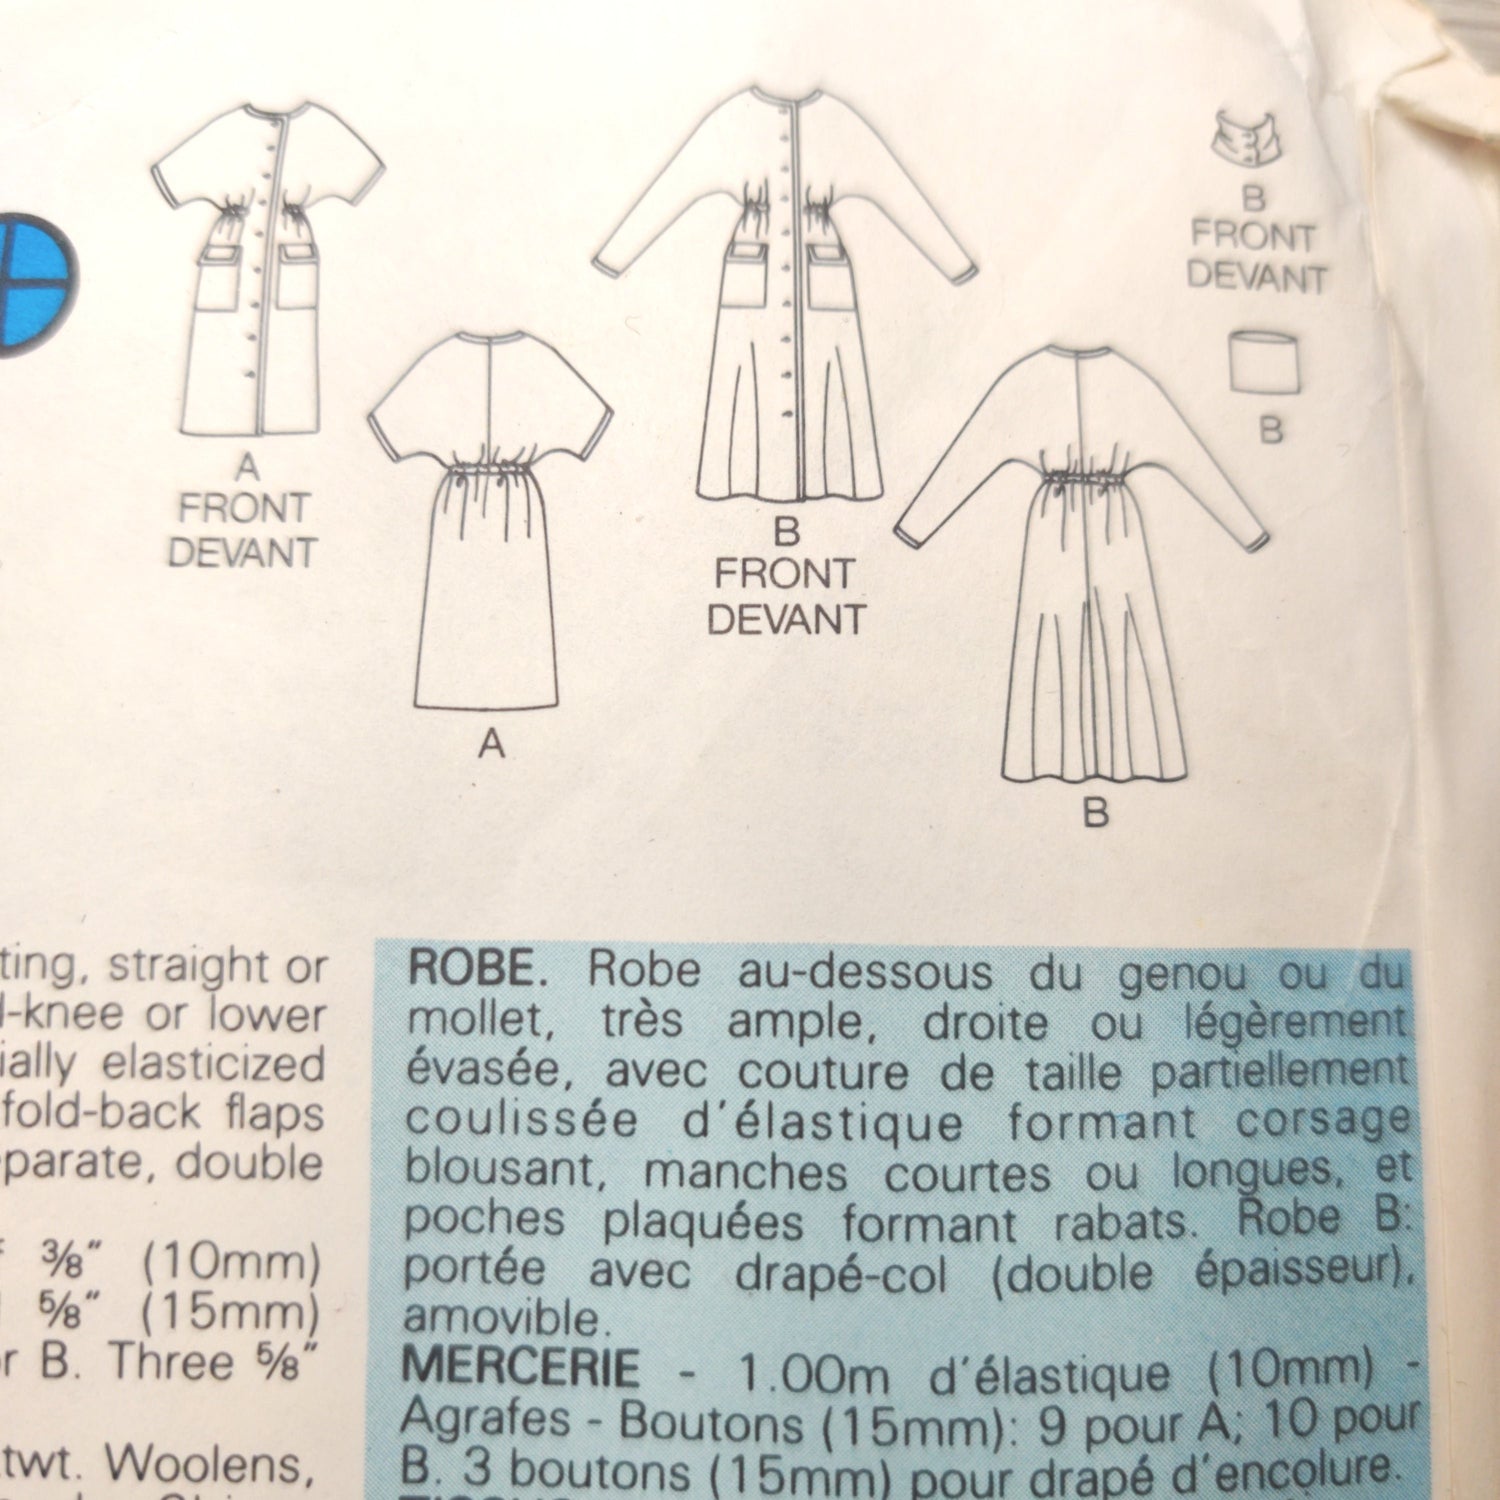 A
FRONT
DEVANT
A
B
FRONT
DEVANT
B
B
FRONT
DEVANT
B
ting, straight or
-knee or lower
ially elasticized
fold-back flaps
parate, double
3/8" (10mm)
5/8" (15mm)
r B. Three 5/8"
twt. Woolens,
ROBE. Robe au-dessous du genou ou du
mollet, très ample, droite ou légèrement
évasée, avec couture de taille partiellement
coulissée d'élastique formant corsage
blousant, manches courtes ou longues, et
poches plaquées formant rabats. Robe B:
portée avec drapé-col (double épaisseur),
amovible.
MERCERIE - 1.00m d'élastique (10mm) -
Agrafes - Boutons (15mm): 9 pour A; 10 pour
B. 3 boutons (15mm) pour drapé d'encolure.